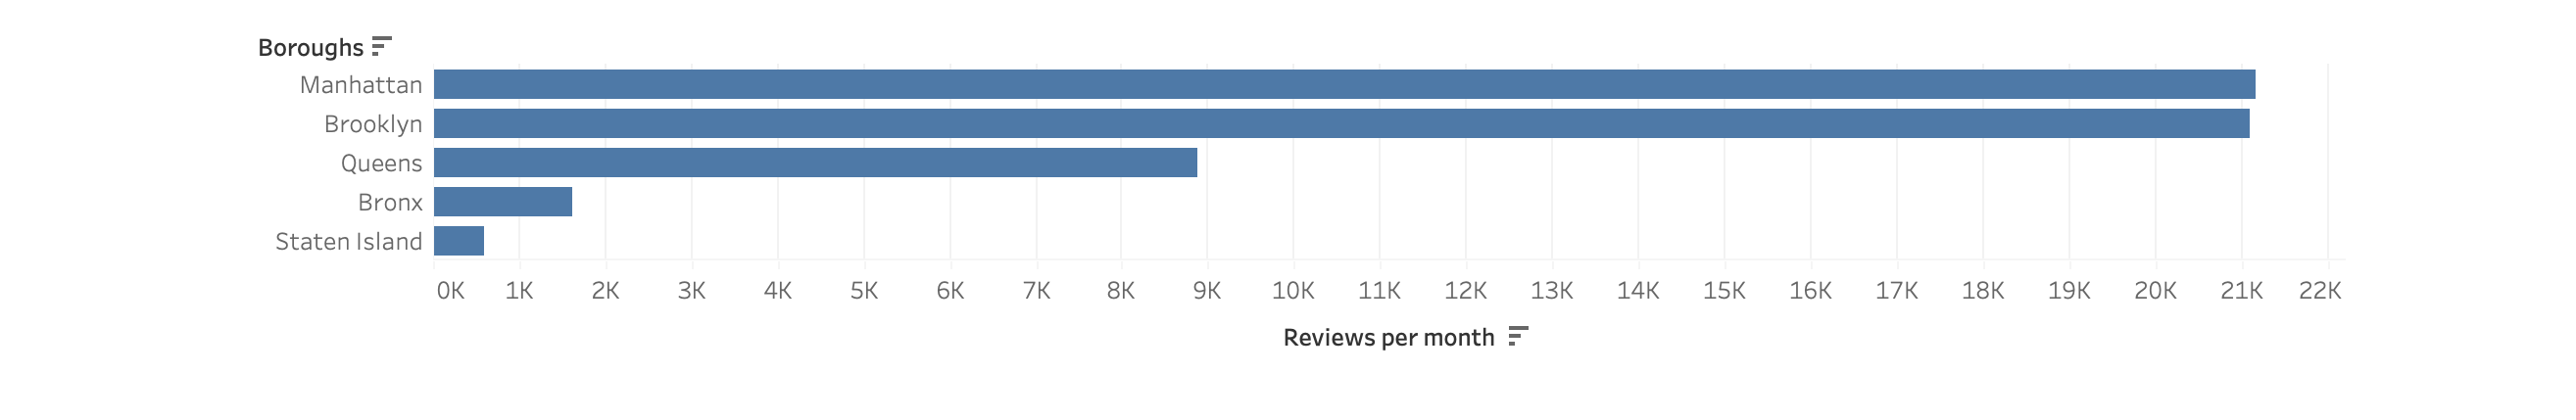 Boroughs
Manhattan
Brooklyn
Queens
Bronx
Staten Island
0K 1K 2K 3K 4K 5K 6K 7K 8K 9K 10K 11K 12K 13K 14K 15K 16K 17K 18K 19K 20K 21K 22K
Reviews per month